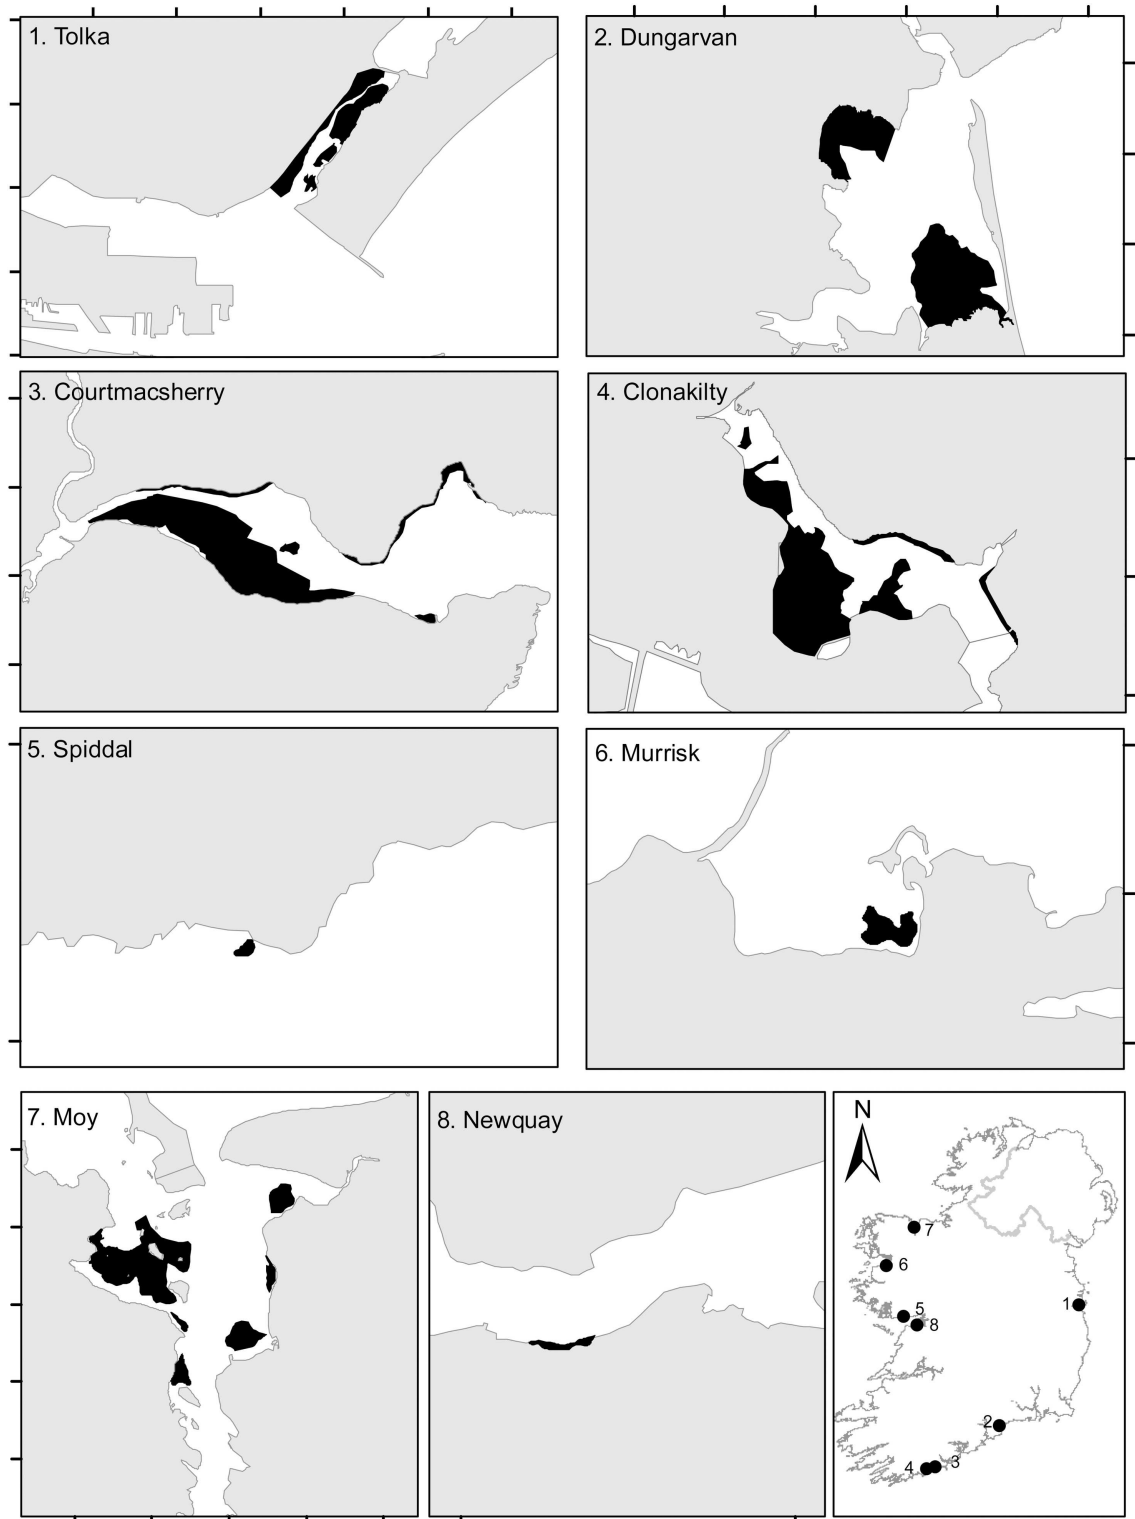 1. Tolka
2. Dungarvan
3. Courtmacsherry
4. Clonakilty
5. Spiddal
6. Murrisk
7. Moy
8. Newquay
N
7
6
5
8
1
2
4
3